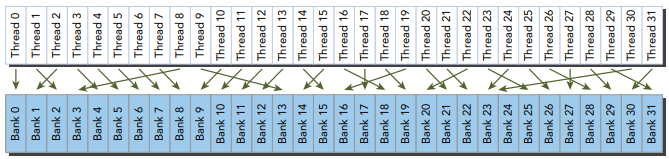 Thread 0 Thread 1 Thread 2 Thread 3 Thread 4 Thread 5 Thread 6 Thread 7 Thread 8 Thread 9 Thread 10 Thread 11 Thread 12 Thread 13 Thread 14 Thread 15 Thread 16 Thread 17 Thread 18 Thread 19 Thread 20 Thread 21 Thread 22 Thread 23 Thread 24 Thread 25 Thread 26 Thread 27 Thread 28 Thread 29 Thread 30 Thread 31
Bank 0 Bank 1 Bank 2 Bank 3 Bank 4 Bank 5 Bank 6 Bank 7 Bank 8 Bank 9 Bank 10 Bank 11 Bank 12 Bank 13 Bank 14 Bank 15 Bank 16 Bank 17 Bank 18 Bank 19 Bank 20 Bank 21 Bank 22 Bank 23 Bank 24 Bank 25 Bank 26 Bank 27 Bank 28 Bank 29 Bank 30 Bank 31